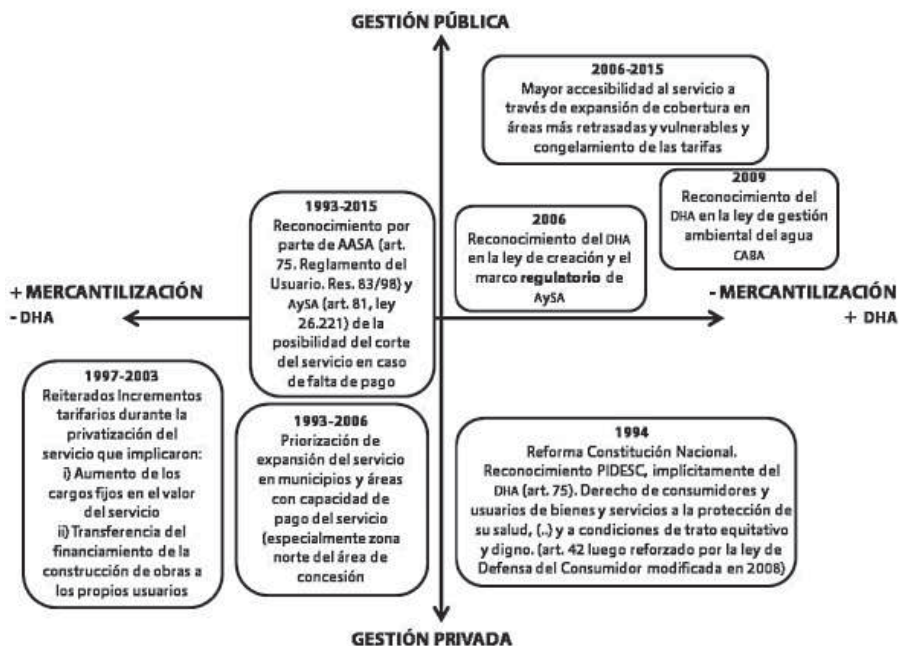 GESTIÓN PÚBLICA
2006-2015
Mayor accesibilidad al servicio a
través de expansión de cobertura en
áreas más retrasadas y vulnerables y
congelamiento de las tarifas
2009
Reconocimiento del
DHA en la ley de gestión
ambiental del agua
CABA
1993-2015
Reconocimiento por
parte de AASA (art.
75. Reglamento del
Usuario. Res. 83/98) y
AySA (art. 81, ley
26.221) de la
posibilidad del corte
del servicio en caso
de falta de pago
2006
Reconocimiento del DHA
en la ley de creación y el
marco regulatorio de
AySA
+ MERCANTILIZACIÓN
- DHA
- MERCANTILIZACIÓN
+ DHA
1997-2003
Reiterados Incrementos
tarifarios durante la
privatización del
servicio que implicaron:
i) Aumento de los
cargos fijos en el valor
del servicio
ii) Transferencia del
financiamiento de la
construcción de obras a
los propios usuarios
1993-2006
Priorización de
expansión del servicio
en municipios y áreas
con capacidad de
pago del servicio
(especialmente zona
norte del área de
concesión
1994
Reforma Constitución Nacional.
Reconocimiento PIDESC, implícitamente del
DHA (art. 75). Derecho de consumidores y
usuarios de bienes y servicios a la protección de
su salud, (..) y a condiciones de trato equitativo
y digno. (art. 42 luego reforzado por la ley de
Defensa del Consumidor modificada en 2008)
GESTIÓN PRIVADA